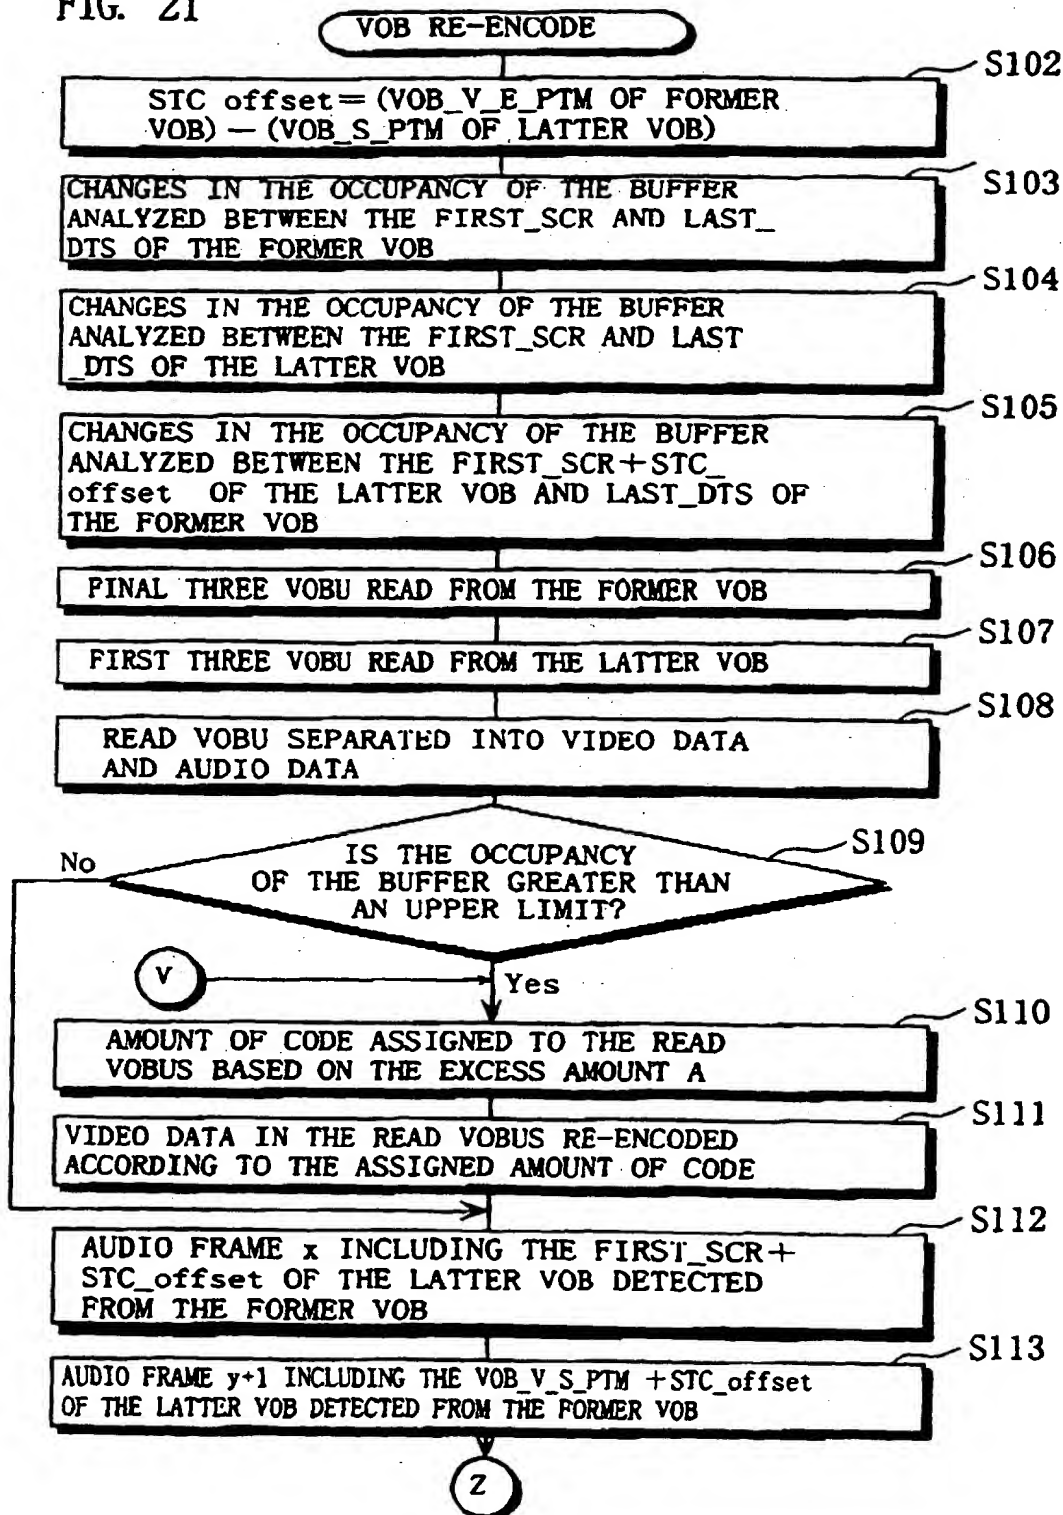 FIG. 21
VOB RE-ENCODE
S102
STC offset=(VOB_V_E_PTM OF FORMER
VOB)−(VOB_S_PTM OF LATTER VOB)
S103
CHANGES IN THE OCCUPANCY OF THE BUFFER
ANALYZED BETWEEN THE FIRST_SCR AND LAST_
DTS OF THE FORMER VOB
S104
CHANGES IN THE OCCUPANCY OF THE BUFFER
ANALYZED BETWEEN THE FIRST_SCR AND LAST
_DTS OF THE LATTER VOB
S105
CHANGES IN THE OCCUPANCY OF THE BUFFER
ANALYZED BETWEEN THE FIRST_SCR+STC_
offset OF THE LATTER VOB AND LAST_DTS OF
THE FORMER VOB
S106
FINAL THREE VOBU READ FROM THE FORMER VOB
S107
FIRST THREE VOBU READ FROM THE LATTER VOB
S108
READ VOBU SEPARATED INTO VIDEO DATA
AND AUDIO DATA
S109
No
IS THE OCCUPANCY
OF THE BUFFER GREATER THAN
AN UPPER LIMIT?
V
Yes
S110
AMOUNT OF CODE ASSIGNED TO THE READ
VOBUS BASED ON THE EXCESS AMOUNT A
S111
VIDEO DATA IN THE READ VOBUS RE-ENCODED
ACCORDING TO THE ASSIGNED AMOUNT OF CODE
S112
AUDIO FRAME x INCLUDING THE FIRST_SCR+
STC_offset OF THE LATTER VOB DETECTED
FROM THE FORMER VOB
S113
AUDIO FRAME y+1 INCLUDING THE VOB_V_S_PTM +STC_offset
OF THE LATTER VOB DETECTED FROM THE FORMER VOB
Z